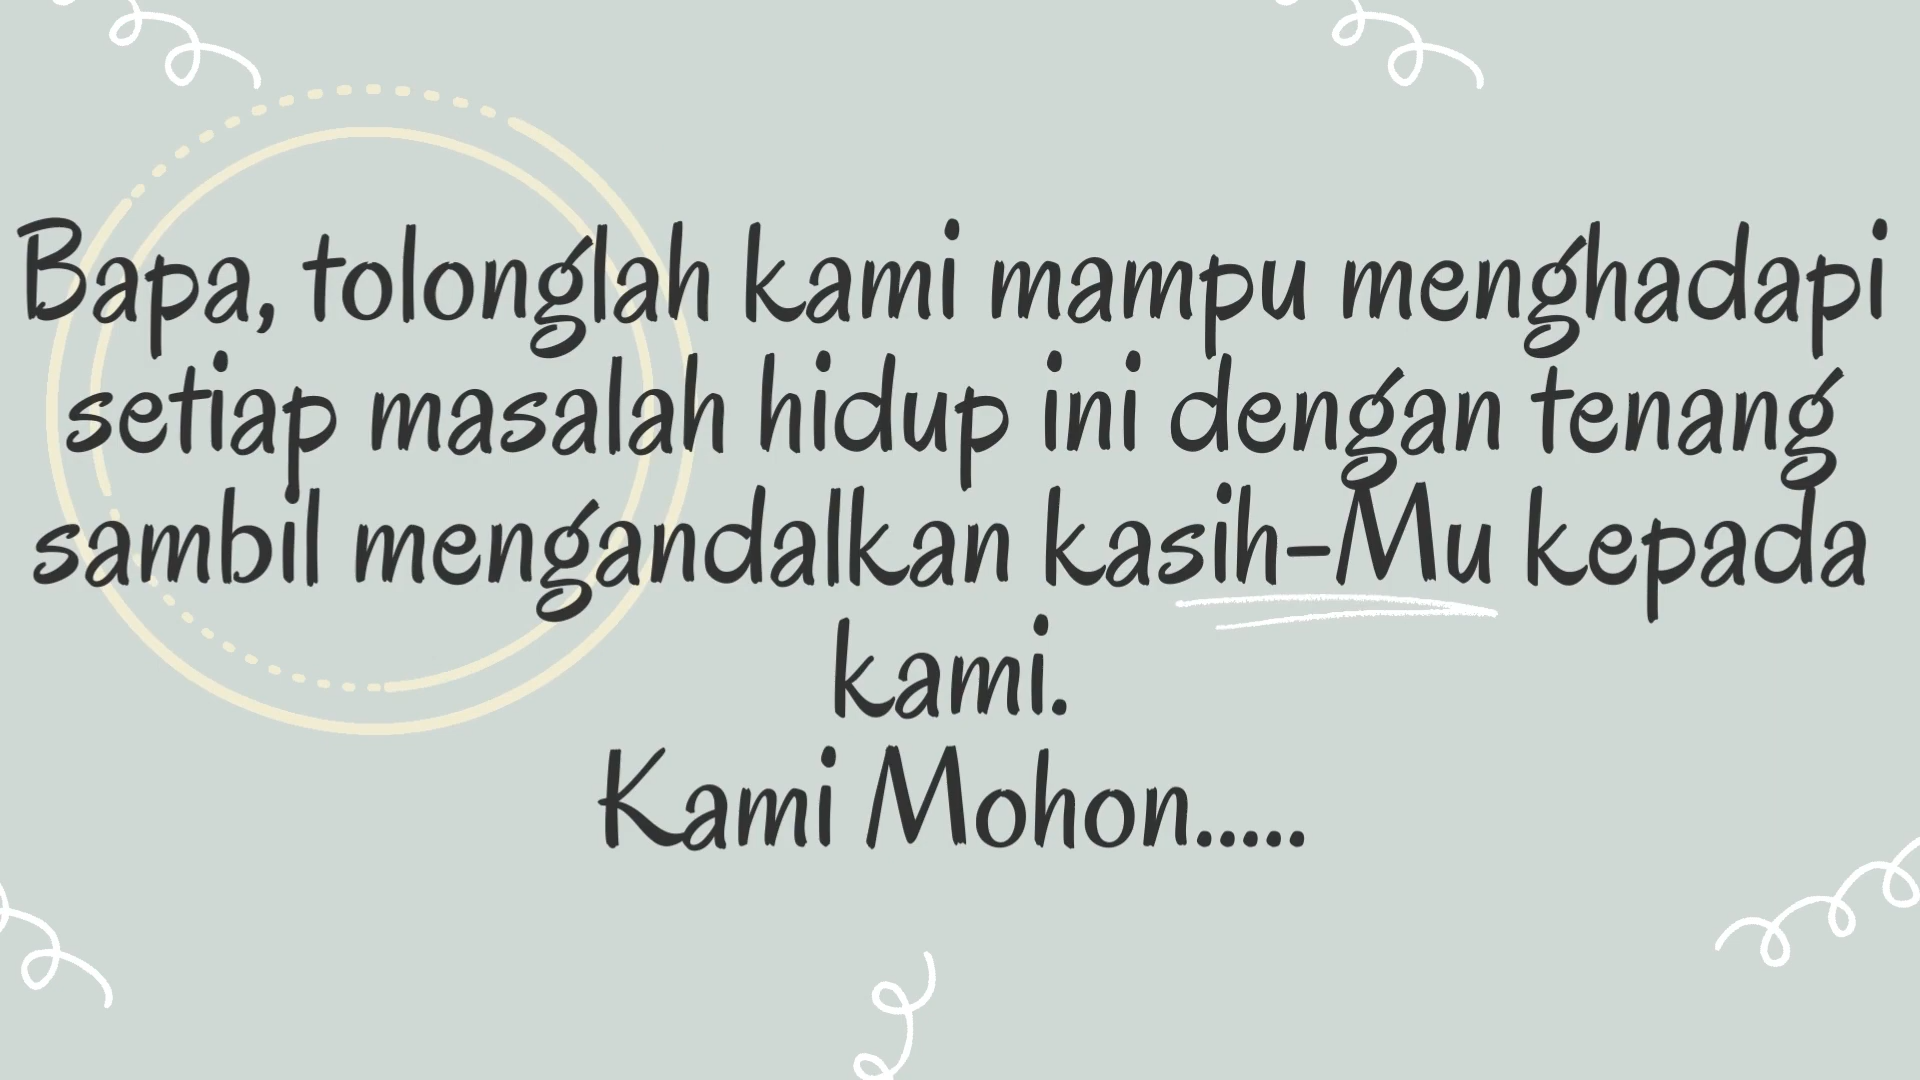 Bapa, tolonglah kami mampu menghadapi
setiap masalah hidup ini dengan tenang
sambil mengandalkan kasih-Mu kepada
kami.
Kami Mohon.....